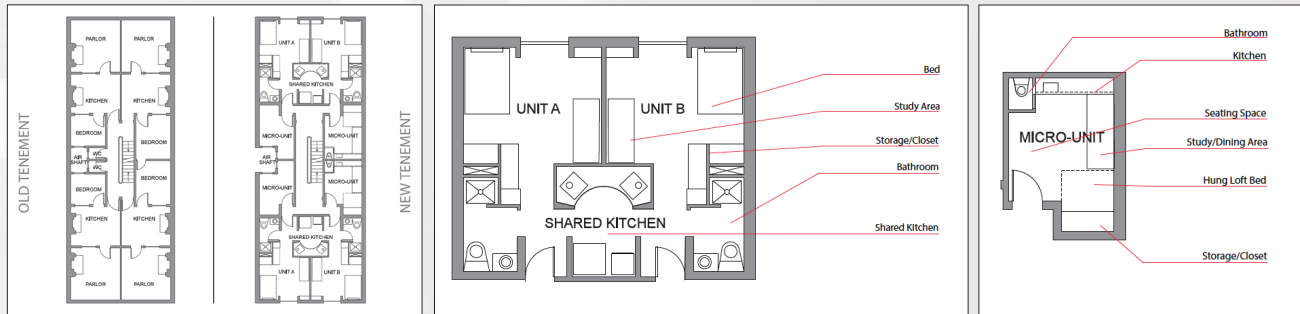 OLD TENEMENT
PARLOR
PARLOR
KITCHEN
KITCHEN
BEDROOM
BEDROOM
AIR
SHAFT
WC
WC
BEDROOM
BEDROOM
KITCHEN
KITCHEN
PARLOR
PARLOR
UNIT A
UNIT B
SHARED KITCHEN
MICRO-UNIT
MICRO-UNIT
AIR
SHAFT
MICRO-UNIT
MICRO-UNIT
SHARED KITCHEN
UNIT A
UNIT B
NEW TENEMENT
UNIT A
UNIT B
SHARED KITCHEN
Bed
Study Area
Storage/Closet
Bathroom
Shared Kitchen
MICRO-UNIT
Bathroom
Kitchen
Seating Space
Study/Dining Area
Hung Loft Bed
Storage/Closet